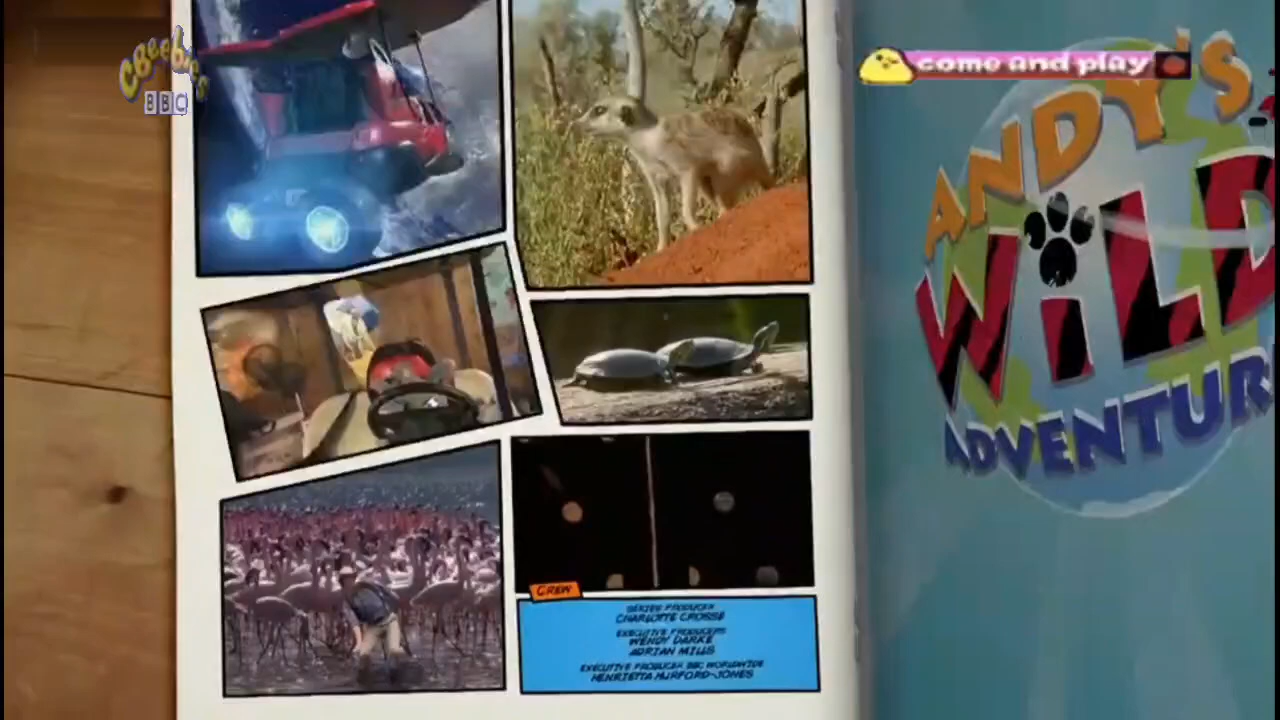 CBeebies
BBC
come and play
ANDY'S
WiLD
ADVENTUR
CREW
SERIES PRODUCER
CHARLOTTE CROSSE
EXECUTIVE PRODUCERS
WENDY DARKE
ADRIAN MILLS
EXECUTIVE PRODUCER BBC WORLDWIDE
HENRIETTA HURFORD-JONES